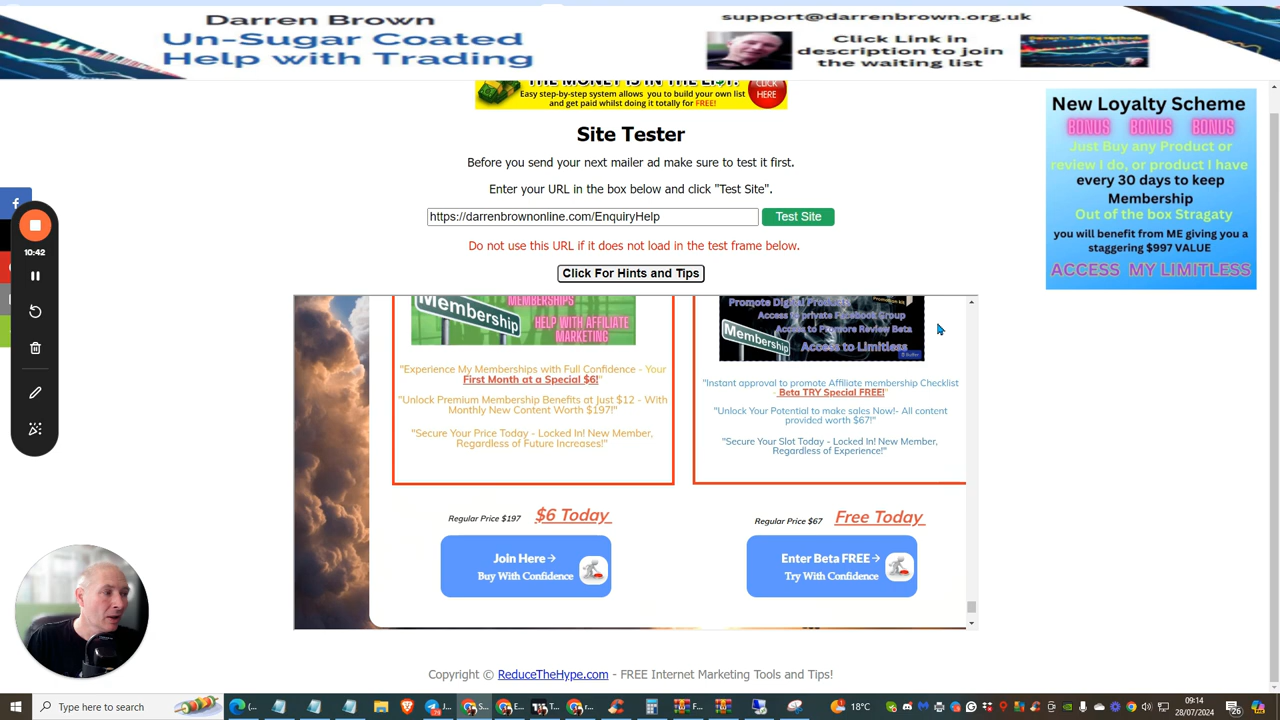 Darren Brown
Un-Sugar Coated
Help with Trading
support@darrenbrown.org.uk
Click Link in
description to join
the waiting list
THE MONEY IS IN THE LIST!
Easy step-by-step system allows you to build your own list
and get paid whilst doing it totally for FREE!
CLICK
HERE
Site Tester
Before you send your next mailer ad make sure to test it first.
Enter your URL in the box below and click "Test Site".
https://darrenbrownonline.com/EnquiryHelp
Test Site
Do not use this URL if it does not load in the test frame below.
Click For Hints and Tips
New Loyalty Scheme
BONUS BONUS BONUS
Just Buy any Product or
review I do, or product I have
every 30 days to keep
Membership
Out of the box Stragaty
you will benefit from ME giving you a
staggering $997 VALUE
ACCESS MY LIMITLESS
10:42
Membership
MEMBERSHIPS
HELP WITH AFFILIATE
MARKETING
"Experience My Memberships with Full Confidence - Your
First Month at a Special $6!"
"Unlock Premium Membership Benefits at Just $12 - With
Monthly New Content Worth $197!"
"Secure Your Price Today - Locked In! New Member,
Regardless of Future Increases!"
Regular Price $197
$6 Today
Join Here →
Buy With Confidence
Promote Digital Products
Access to private Facebook Group
Access to Promore Review Beta
Access to Limitless
Membership
"Instant approval to promote Affiliate membership Checklist
- Beta TRY Special FREE!"
"Unlock Your Potential to make sales Now!- All content
provided worth $67!"
"Secure Your Slot Today - Locked In! New Member,
Regardless of Experience!"
Regular Price $67
Free Today
Enter Beta FREE →
Try With Confidence
Copyright © ReduceTheHype.com - FREE Internet Marketing Tools and Tips!
Type here to search
18°C
09:14
28/07/2024